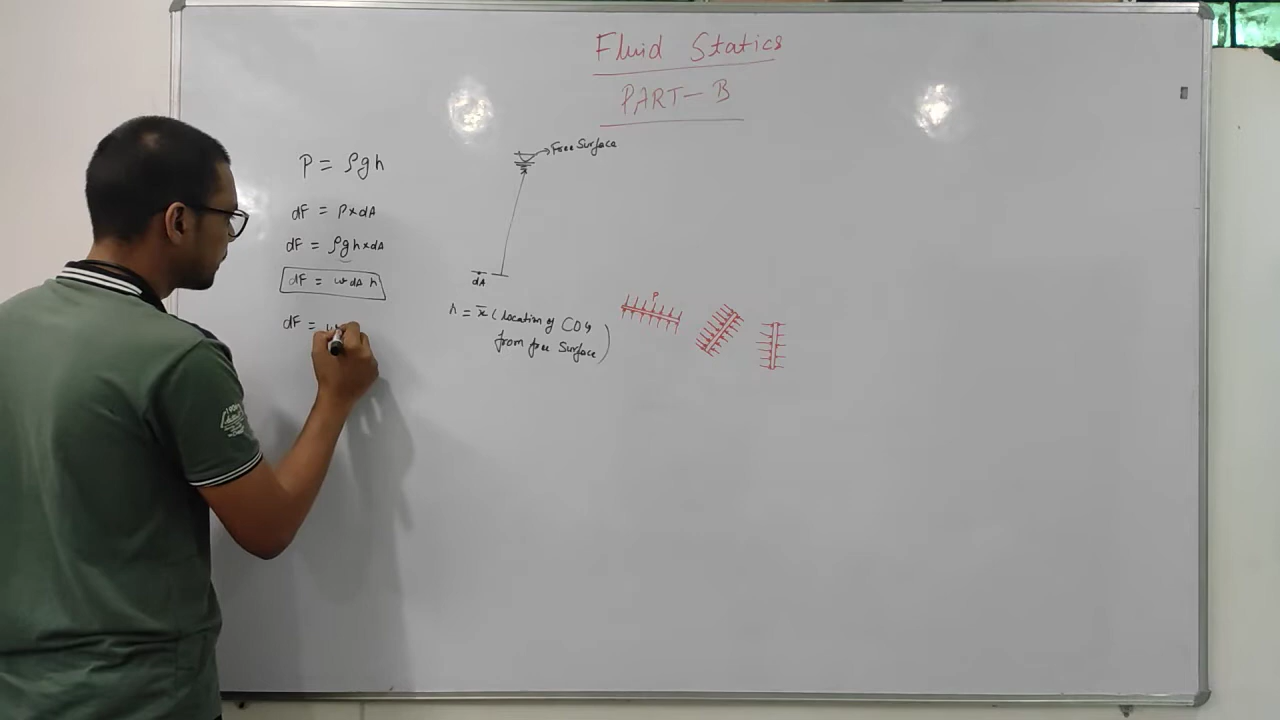 Fluid Statics
PART-B
P = ρgh
dF = P×dA
dF = ρgh×dA
dF = w dA h
dF = w
Free Surface
x
dA
h = x̄ (location of COG
from free Surface)
P